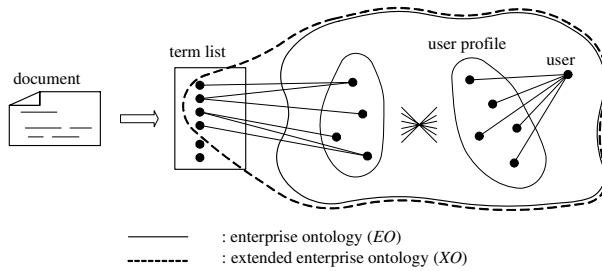 term list
user profile
user
document
: enterprise ontology (EO)
: extended enterprise ontology (XO)